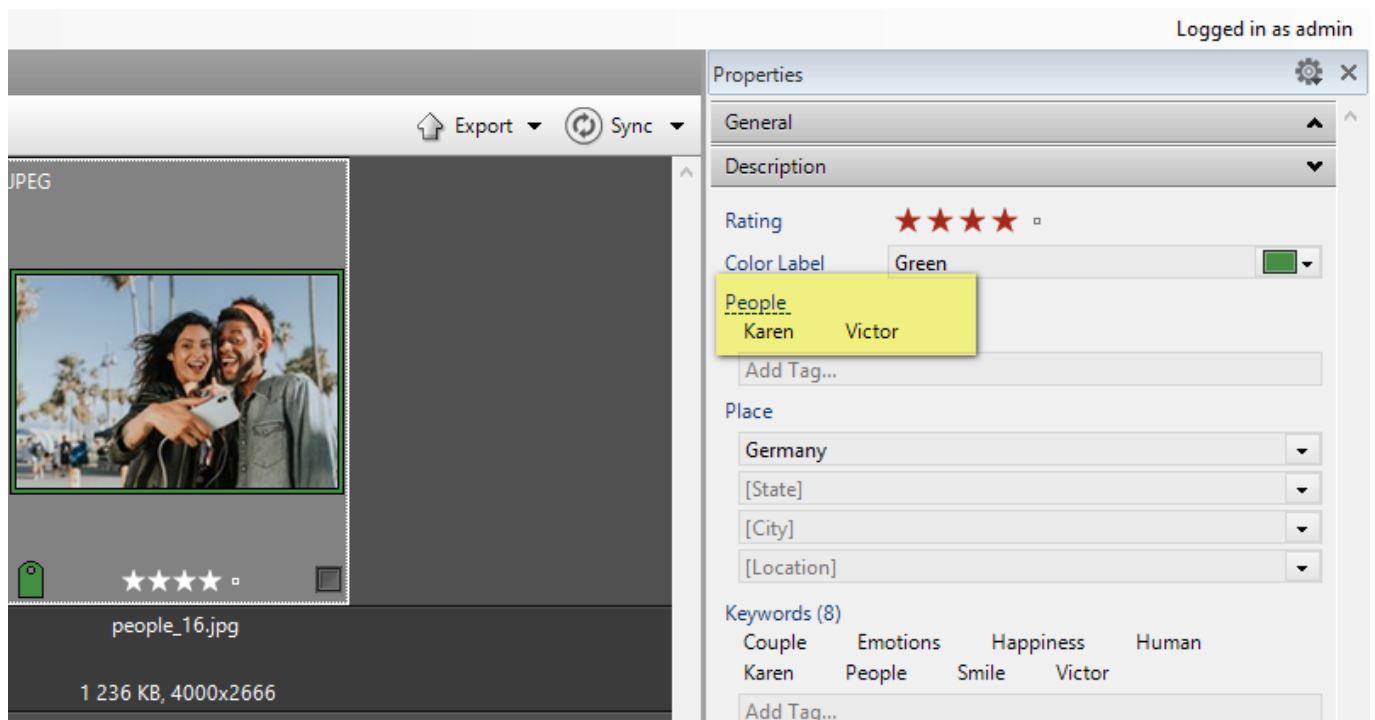 Logged in as admin
Properties
Export
Sync
General
JPEG
Description
Rating
Color Label Green
People
Karen Victor
Add Tag...
Place
Germany
[State]
[City]
[Location]
people_16.jpg
1 236 KB, 4000x2666
Keywords (8)
Couple Emotions Happiness Human
Karen People Smile Victor
Add Tag...